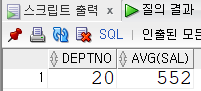 스크립트 출력 × 질의 결과
SQL | 인출된 모든
DEPTNO AVG(SAL)
1 20 552